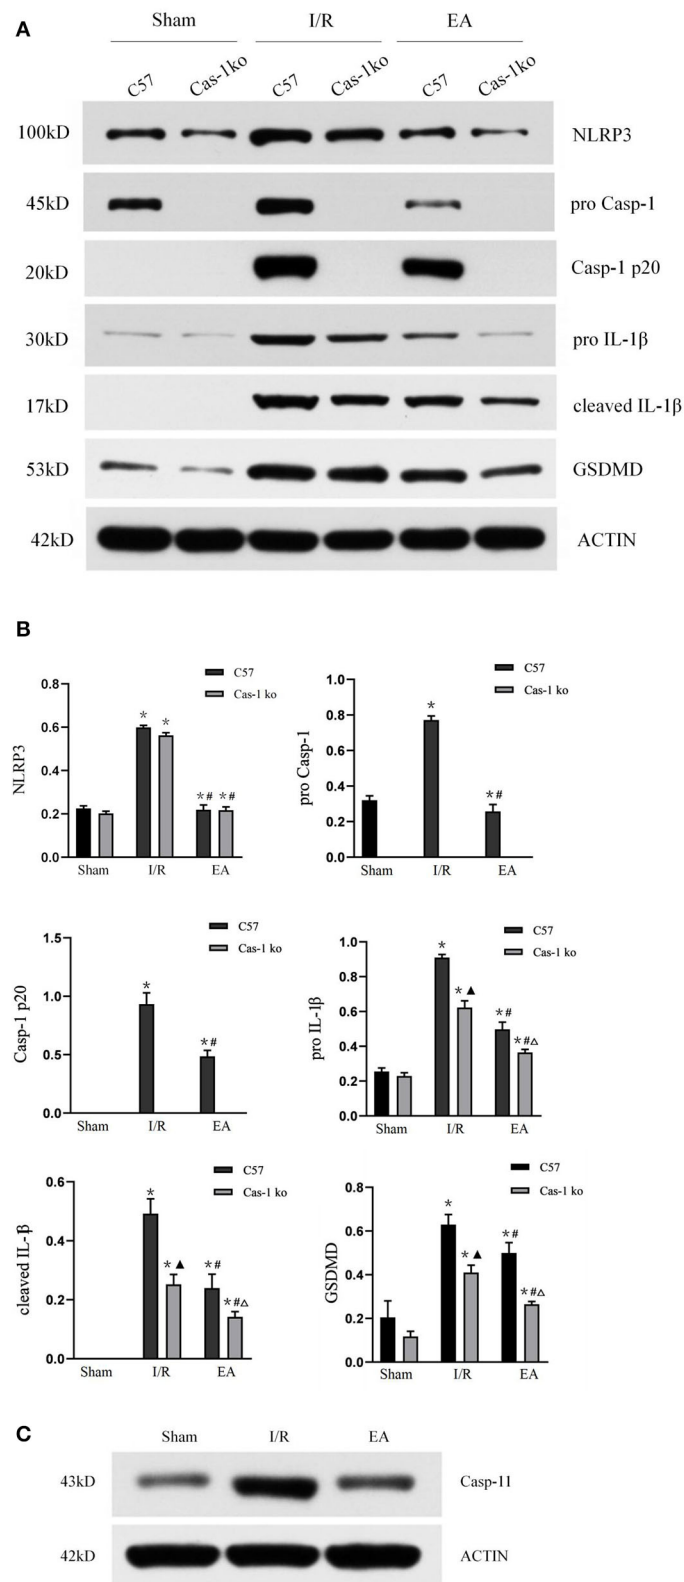 A
Sham I/R EA
C57 Cas-1ko C57 Cas-1ko C57 Cas-1ko
100kD NLRP3
45kD pro Casp-1
20kD Casp-1 p20
30kD pro IL-1β
17kD cleaved IL-1β
53kD GSDMD
42kD ACTIN
B
C57
Cas-1 ko
NLRP3
0.8
0.6
0.4
0.2
0.0
* * *# *#
Sham I/R EA
C57
Cas-1 ko
pro Casp-1
1.0
0.8
0.6
0.4
0.2
0.0
* *#
Sham I/R EA
C57
Cas-1 ko
Casp-1 p20
1.5
1.0
0.5
0.0
* *#
Sham I/R EA
C57
Cas-1 ko
pro IL-1β
1.0
0.8
0.6
0.4
0.2
0.0
* *▲ *# *#△
Sham I/R EA
C57
Cas-1 ko
cleaved IL-β
0.6
0.4
0.2
0.0
* *▲ *# *#△
Sham I/R EA
C57
Cas-1 ko
GSDMD
0.8
0.6
0.4
0.2
0.0
* *▲ *# *#△
Sham I/R EA
C
Sham I/R EA
43kD Casp-11
42kD ACTIN